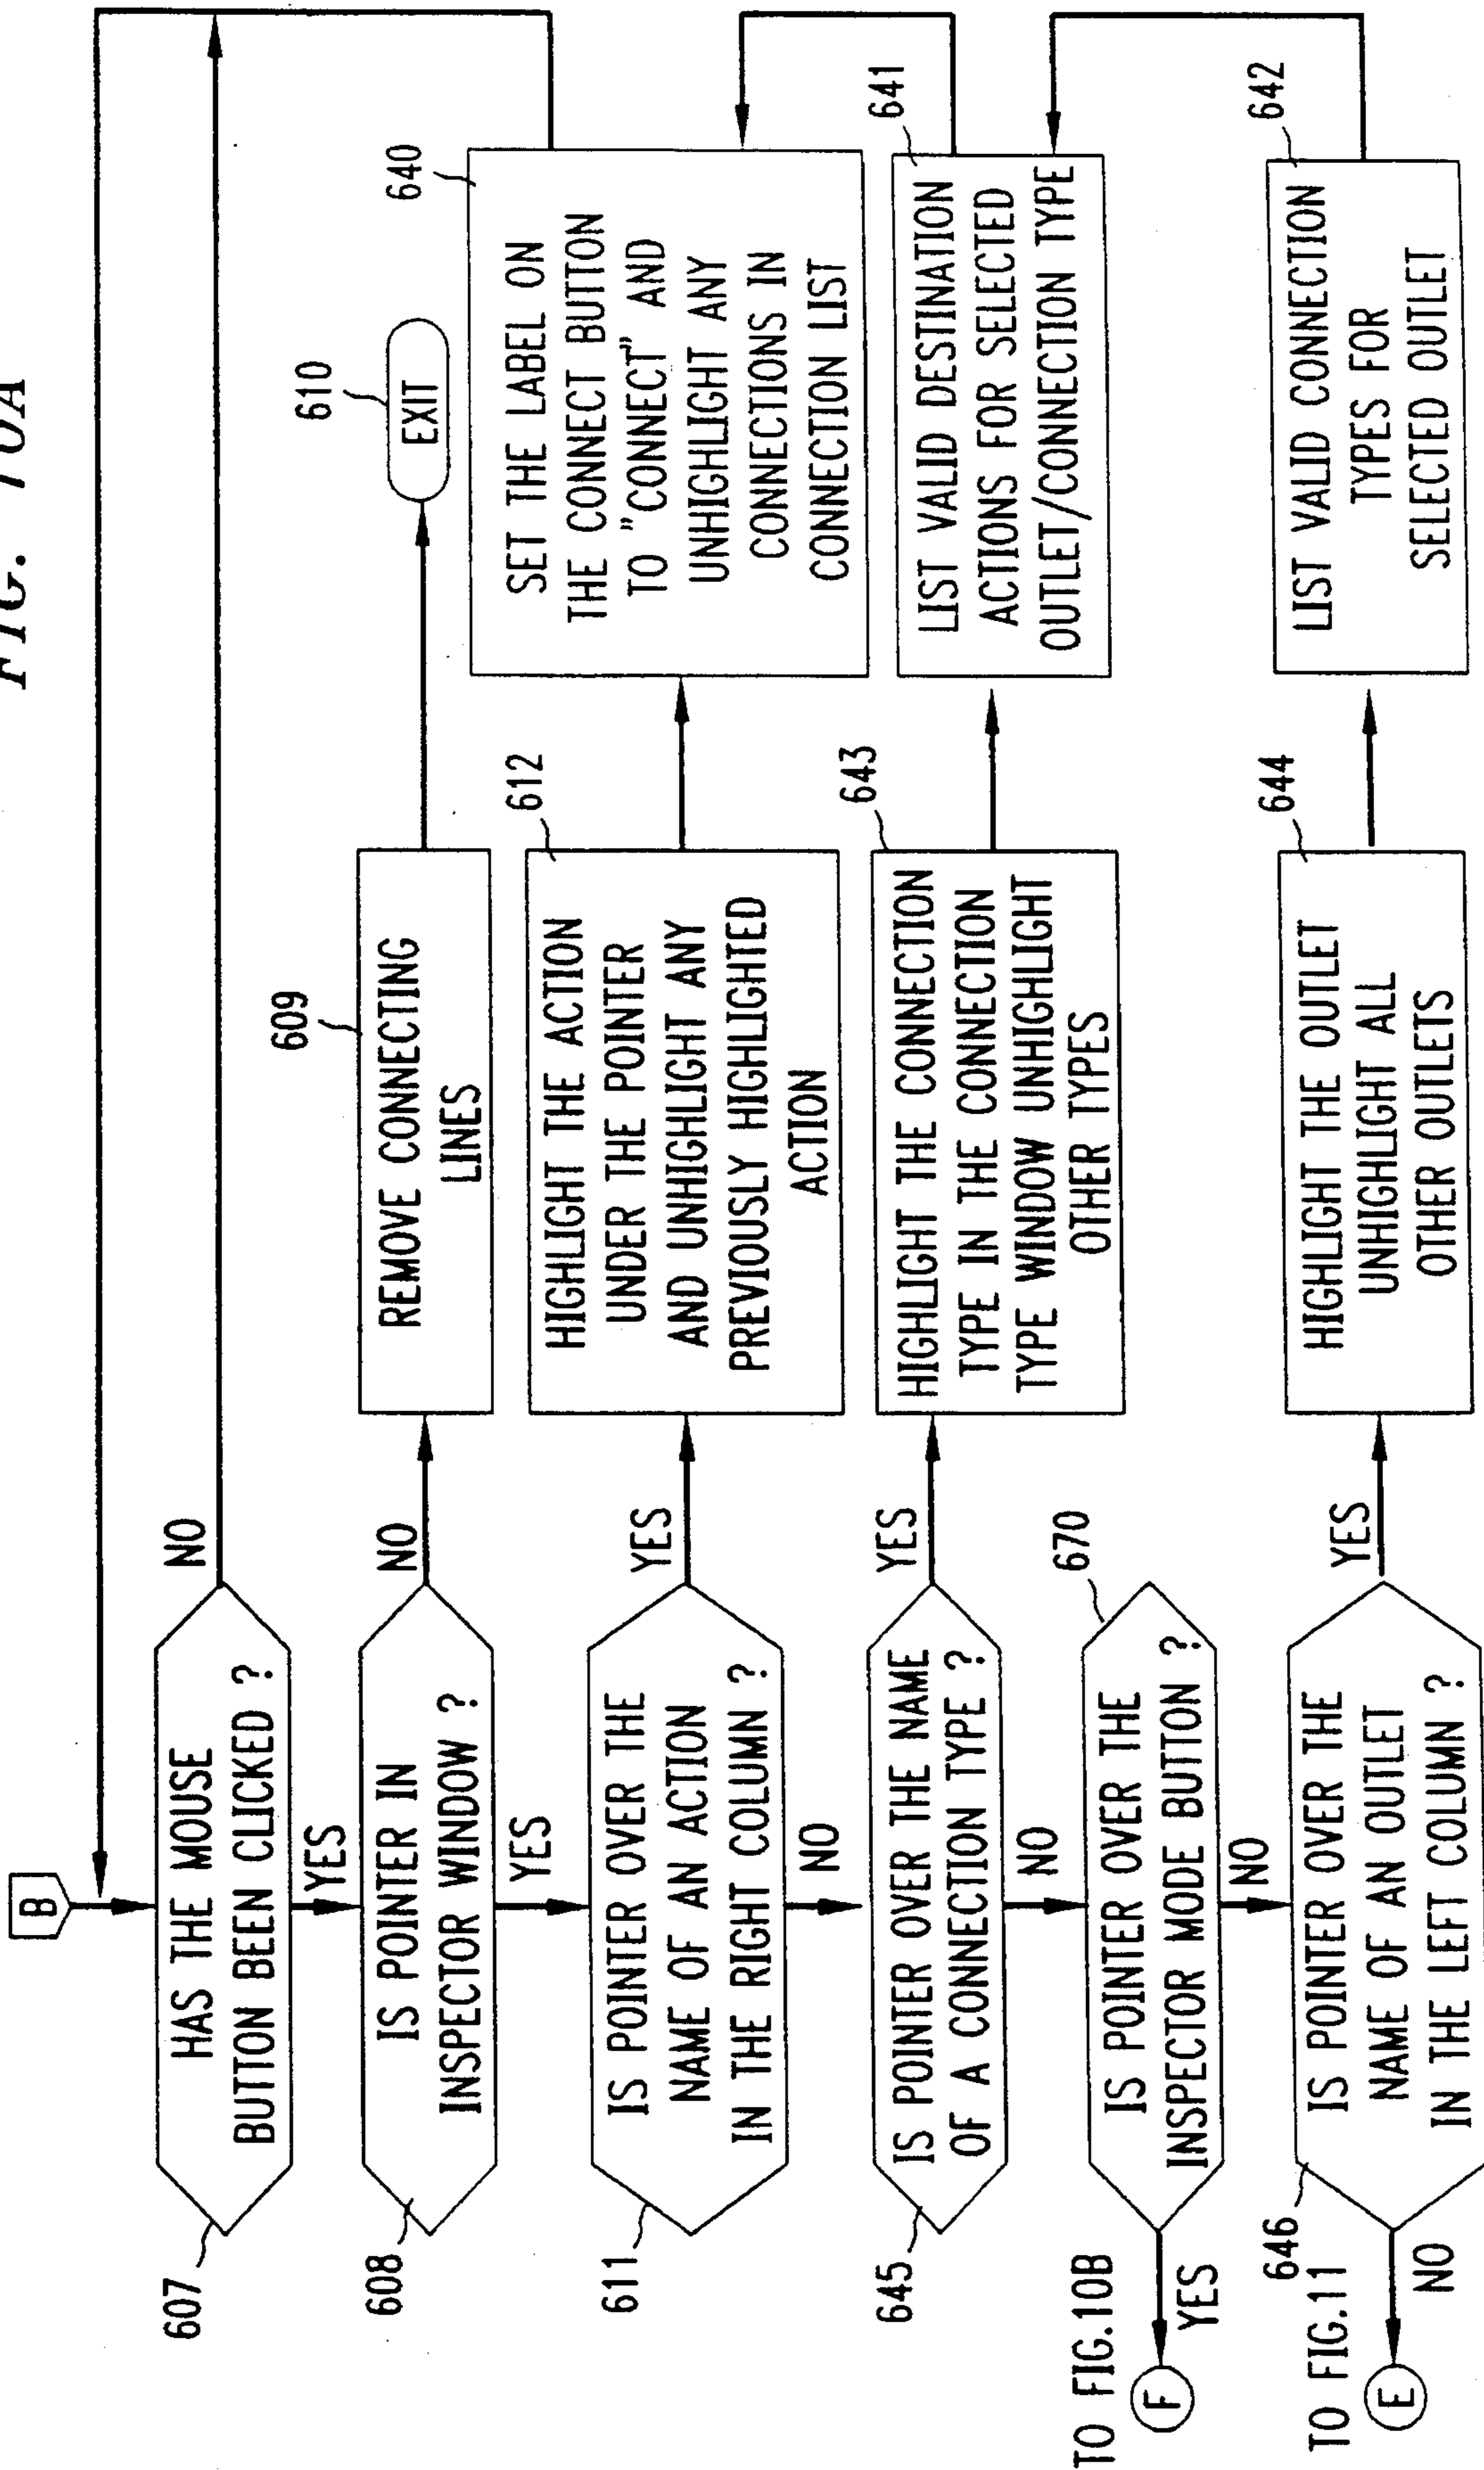 FIG. 10A
B
HAS THE MOUSE
BUTTON BEEN CLICKED ?
607
NO
YES
IS POINTER IN
INSPECTOR WINDOW ?
608
NO
REMOVE CONNECTING
LINES
609
EXIT
610
YES
IS POINTER OVER THE
NAME OF AN ACTION
IN THE RIGHT COLUMN ?
611
YES
HIGHLIGHT THE ACTION
UNDER THE POINTER
AND UNHIGHLIGHT ANY
PREVIOUSLY HIGHLIGHTED
ACTION
612
SET THE LABEL ON
THE CONNECT BUTTON
TO "CONNECT" AND
UNHIGHLIGHT ANY
CONNECTIONS IN
CONNECTION LIST
640
NO
IS POINTER OVER THE NAME
OF A CONNECTION TYPE ?
645
YES
HIGHLIGHT THE CONNECTION
TYPE IN THE CONNECTION
TYPE WINDOW UNHIGHLIGHT
OTHER TYPES
643
LIST VALID DESTINATION
ACTIONS FOR SELECTED
OUTLET/CONNECTION TYPE
641
NO
IS POINTER OVER THE
INSPECTOR MODE BUTTON ?
670
TO FIG.10B
F
YES
NO
IS POINTER OVER THE
NAME OF AN OUTLET
IN THE LEFT COLUMN ?
646
TO FIG.11
E
NO
YES
HIGHLIGHT THE OUTLET
UNHIGHLIGHT ALL
OTHER OUTLETS
644
LIST VALID CONNECTION
TYPES FOR
SELECTED OUTLET
642